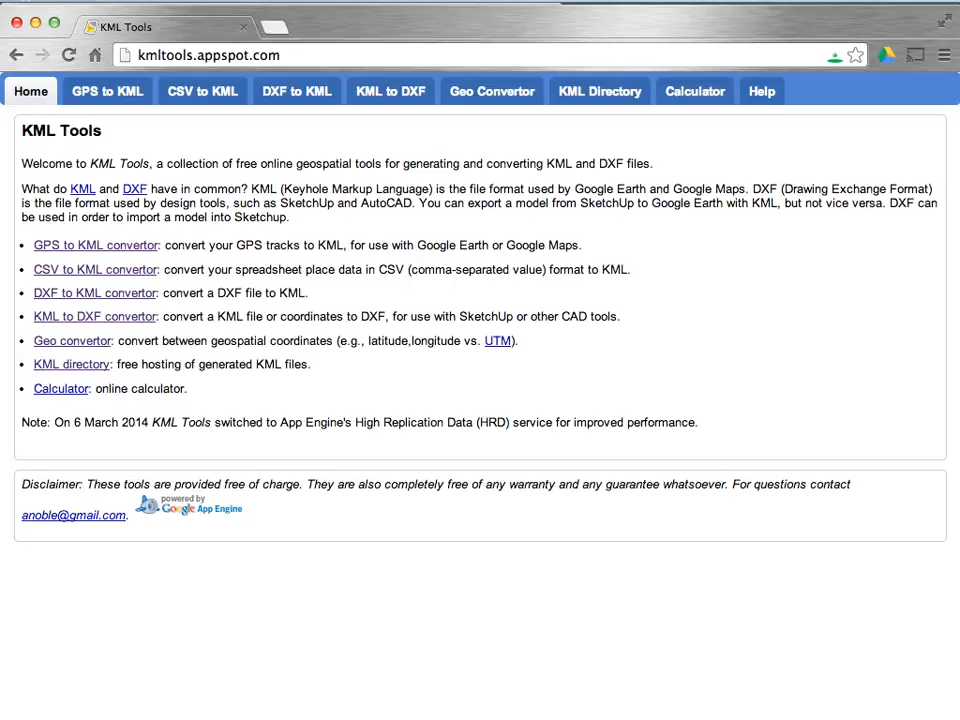 KML Tools
kmltools.appspot.com
Home GPS to KML CSV to KML DXF to KML KML to DXF Geo Convertor KML Directory Calculator Help
KML Tools
Welcome to KML Tools, a collection of free online geospatial tools for generating and converting KML and DXF files.
What do KML and DXF have in common? KML (Keyhole Markup Language) is the file format used by Google Earth and Google Maps. DXF (Drawing Exchange Format)
is the file format used by design tools, such as SketchUp and AutoCAD. You can export a model from SketchUp to Google Earth with KML, but not vice versa. DXF can
be used in order to import a model into Sketchup.
• GPS to KML convertor: convert your GPS tracks to KML, for use with Google Earth or Google Maps.
• CSV to KML convertor: convert your spreadsheet place data in CSV (comma-separated value) format to KML.
• DXF to KML convertor: convert a DXF file to KML.
• KML to DXF convertor: convert a KML file or coordinates to DXF, for use with SketchUp or other CAD tools.
• Geo convertor: convert between geospatial coordinates (e.g., latitude,longitude vs. UTM).
• KML directory: free hosting of generated KML files.
• Calculator: online calculator.
Note: On 6 March 2014 KML Tools switched to App Engine's High Replication Data (HRD) service for improved performance.
Disclaimer: These tools are provided free of charge. They are also completely free of any warranty and any guarantee whatsoever. For questions contact
anoble@gmail.com. powered by
Google App Engine